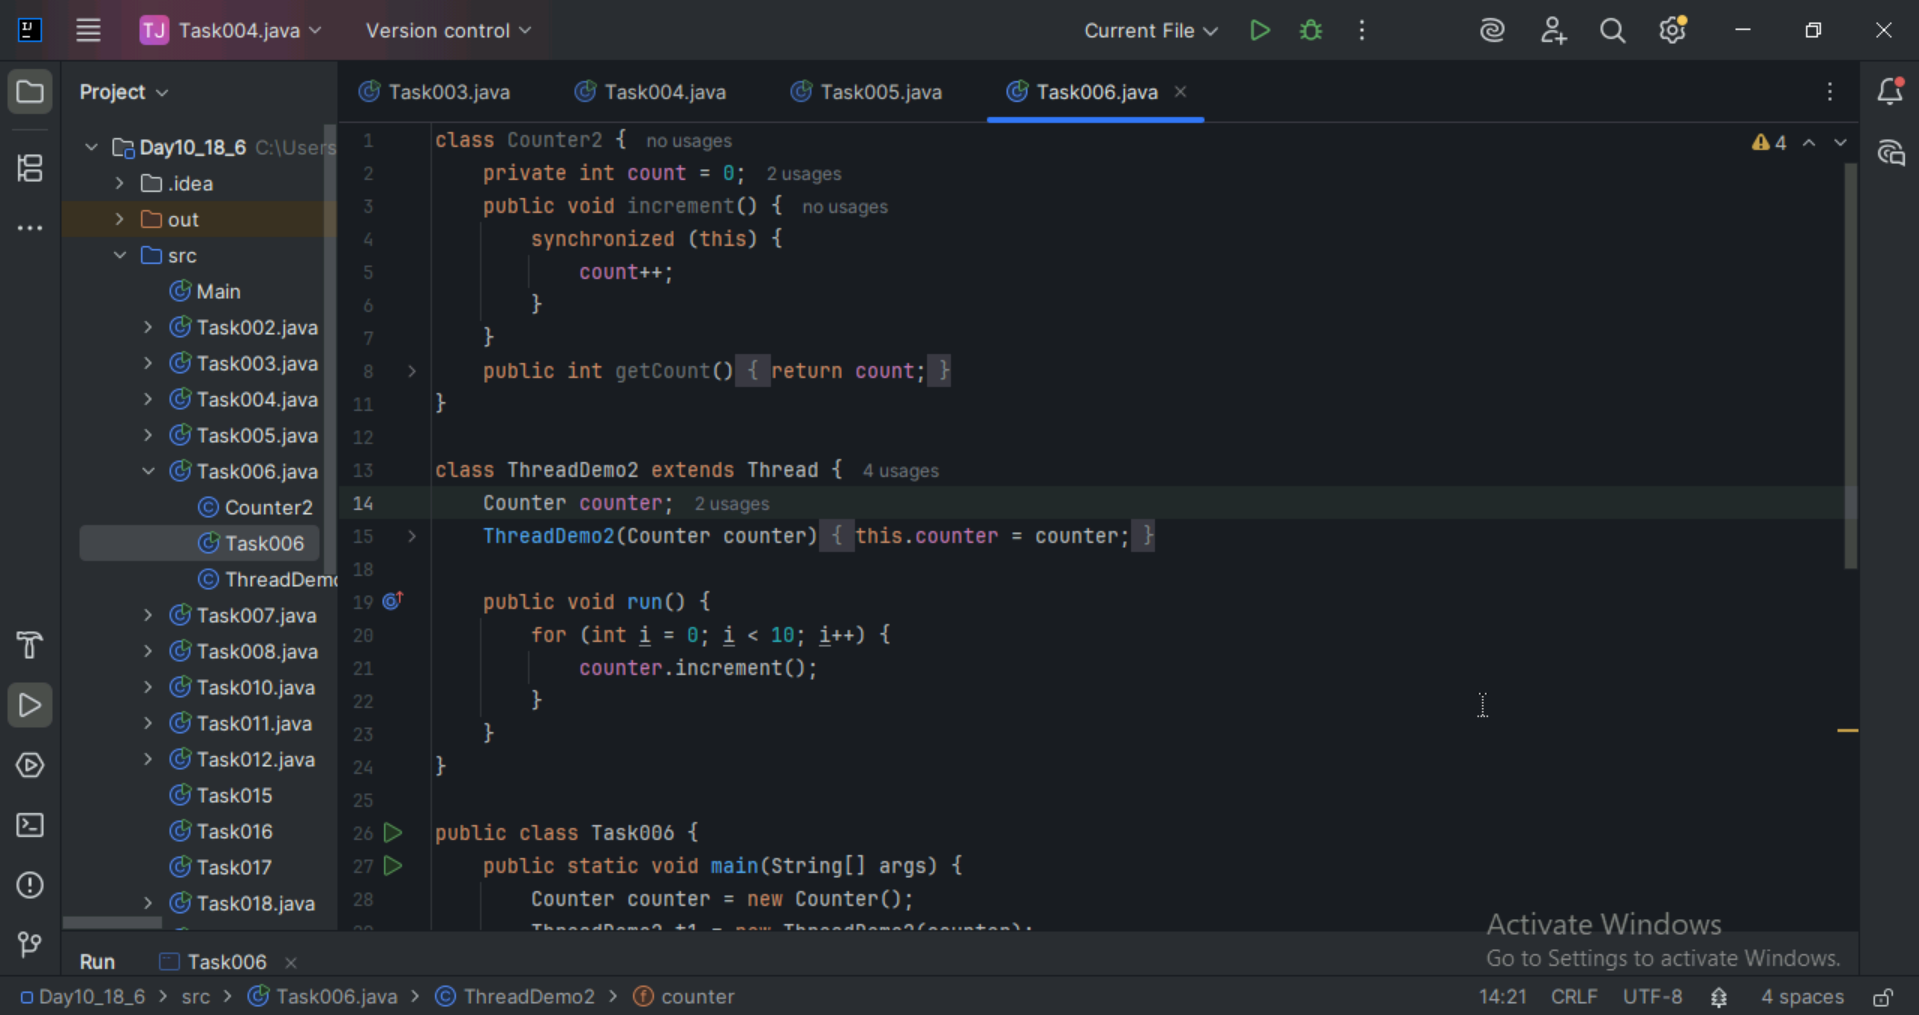 TJ Task004.java Version control Current File
Project
Task003.java Task004.java Task005.java Task006.java
Day10_18_6 C:\Users
.idea
out
src
Main
Task002.java
Task003.java
Task004.java
Task005.java
Task006.java
Counter2
Task006
ThreadDemo
Task007.java
Task008.java
Task010.java
Task011.java
Task012.java
Task015
Task016
Task017
Task018.java
4
1 class Counter2 { no usages
2 private int count = 0; 2 usages
3 public void increment() { no usages
4 synchronized (this) {
5 count++;
6 }
7 }
8 public int getCount() { return count; }
11 }
12
13 class ThreadDemo2 extends Thread { 4 usages
14 Counter counter; 2 usages
15 ThreadDemo2(Counter counter) { this.counter = counter; }
18
19 public void run() {
20 for (int i = 0; i < 10; i++) {
21 counter.increment();
22 }
23 }
24 }
25
26 public class Task006 {
27 public static void main(String[] args) {
28 Counter counter = new Counter();
ThreadDemo2 t1 = new ThreadDemo2(counter);
Activate Windows
Go to Settings to activate Windows.
Run Task006
Day10_18_6 > src > Task006.java > ThreadDemo2 > counter
14:21 CRLF UTF-8 4 spaces